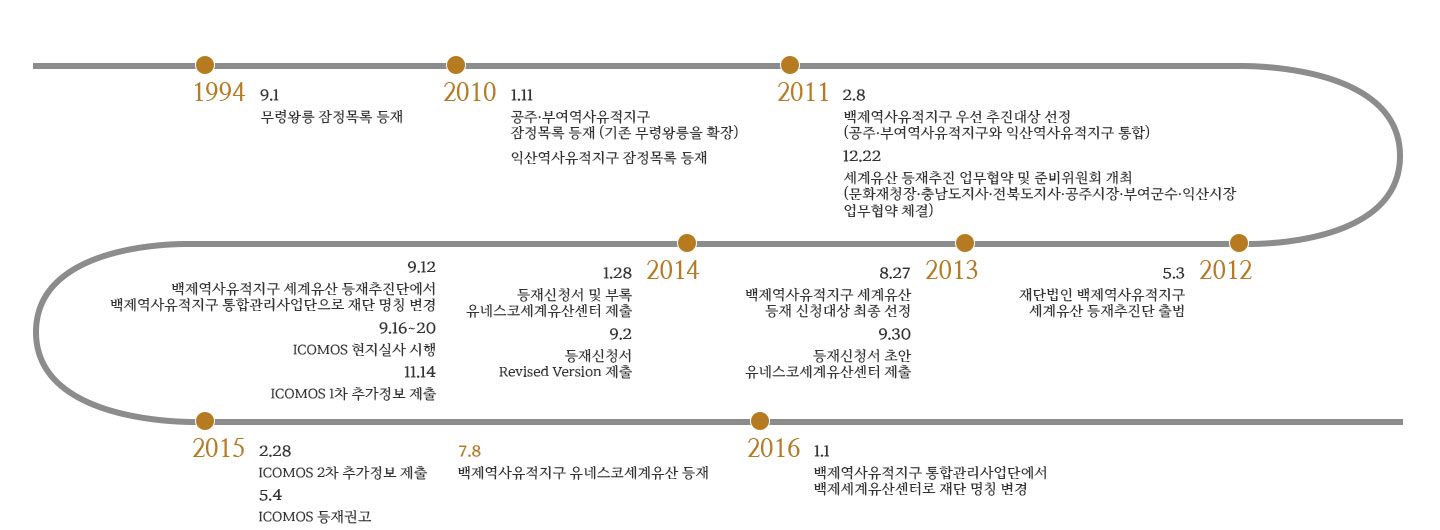 1994
9.1
무령왕릉 잠정목록 등재
2010
1.11
공주·부여역사유적지구
잠정목록 등재 (기존 무령왕릉을 확장)
익산역사유적지구 잠정목록 등재
2011
2.8
백제역사유적지구 우선 추진대상 선정
(공주·부여역사유적지구와 익산역사유적지구 통합)
12.22
세계유산 등재추진 업무협약 및 준비위원회 개최
(문화재청장·충남도지사·전북도지사·공주시장·부여군수·익산시장
업무협약 체결)
2012
5.3
재단법인 백제역사유적지구
세계유산 등재추진단 출범
2013
8.27
백제역사유적지구 세계유산
등재 신청대상 최종 선정
9.30
등재신청서 초안
유네스코세계유산센터 제출
2014
1.28
등재신청서 및 부록
유네스코세계유산센터 제출
9.2
등재신청서
Revised Version 제출
9.12
백제역사유적지구 세계유산 등재추진단에서
백제역사유적지구 통합관리사업단으로 재단 명칭 변경
9.16~20
ICOMOS 현지실사 시행
11.14
ICOMOS 1차 추가정보 제출
2015
2.28
ICOMOS 2차 추가정보 제출
5.4
ICOMOS 등재권고
7.8
백제역사유적지구 유네스코세계유산 등재
2016
1.1
백제역사유적지구 통합관리사업단에서
백제세계유산센터로 재단 명칭 변경